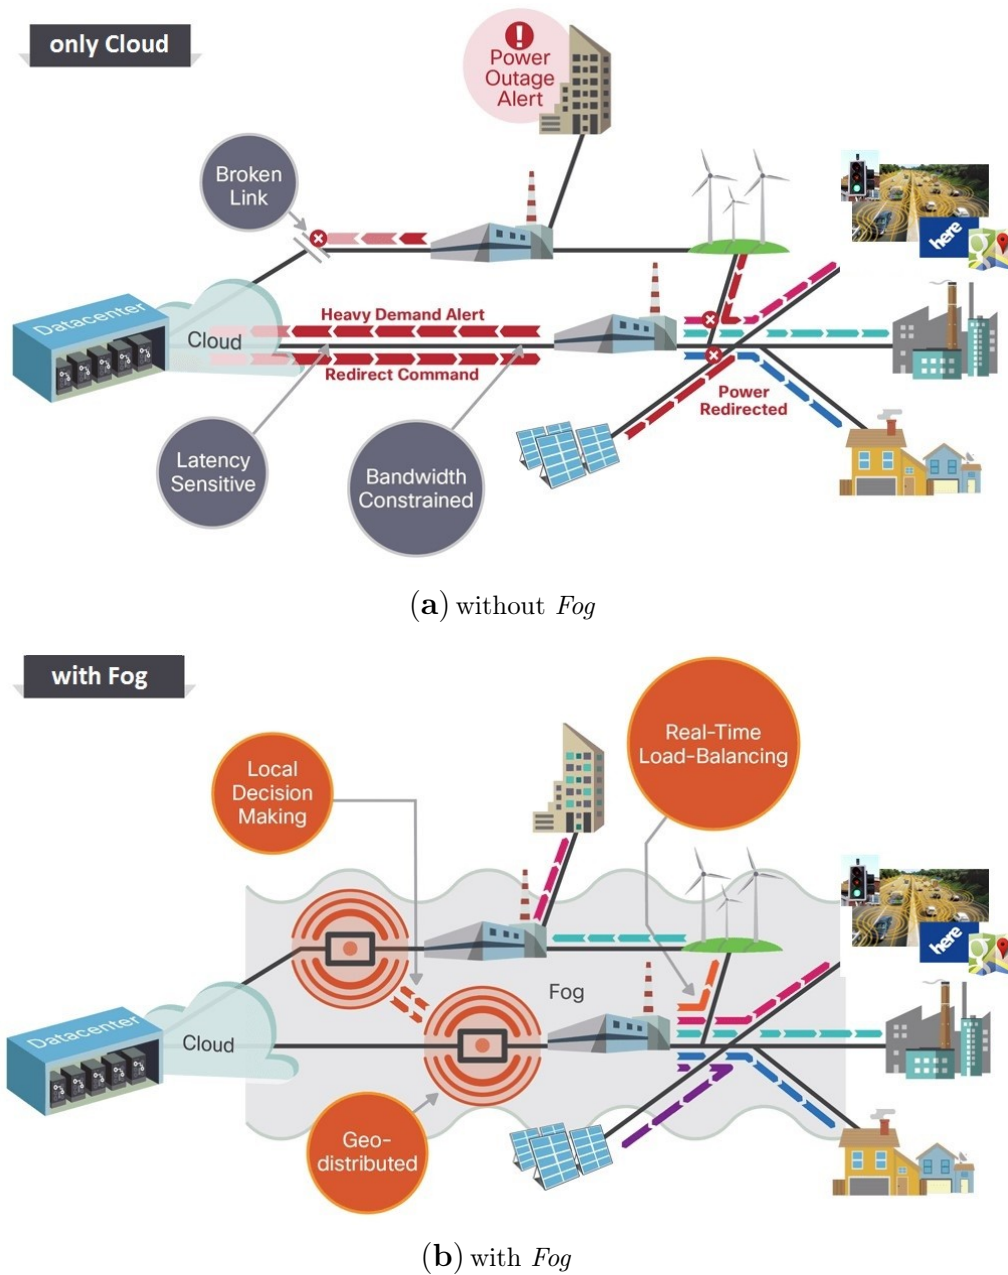 only Cloud
!
Power
Outage
Alert
Broken
Link
here
Datacenter
Cloud
Heavy Demand Alert
Redirect Command
Power
Redirected
Latency
Sensitive
Bandwidth
Constrained
(a) without Fog
with Fog
Real-Time
Load-Balancing
Local
Decision
Making
here
Fog
Datacenter
Cloud
Geo-
distributed
(b) with Fog